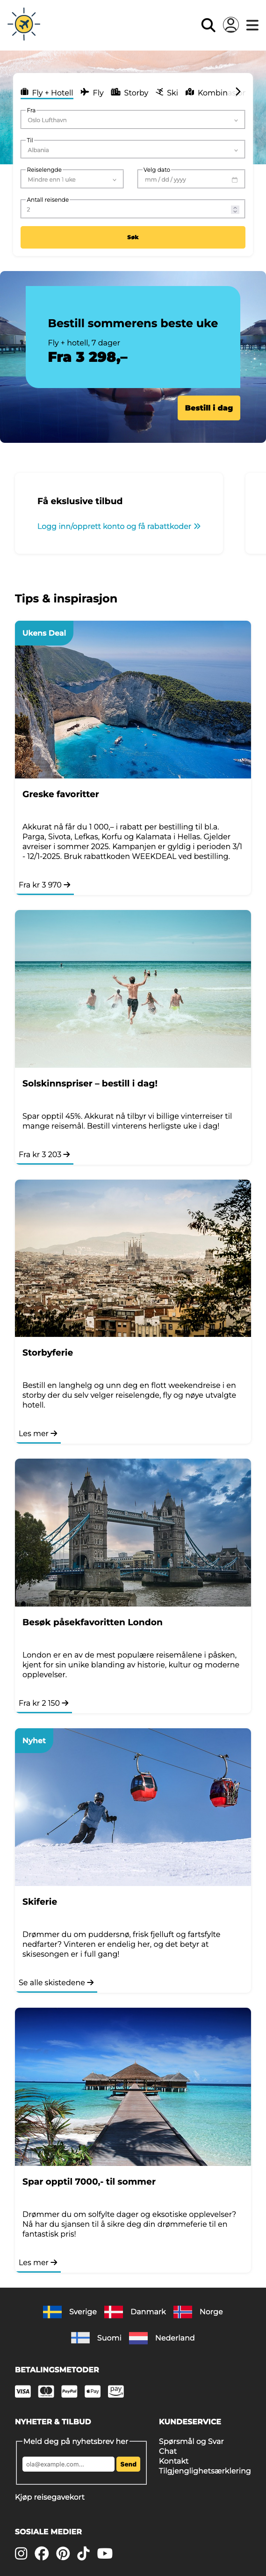 Fly + Hotell Fly Storby Ski Kombin
Fra
Oslo Lufthavn
Til
Albania
Reiselengde
Mindre enn 1 uke
Velg dato
mm / dd / yyyy
Antall reisende
2
Søk
Bestill sommerens beste uke
Fly + hotell, 7 dager
Fra 3 298,–
Bestill i dag
Få ekslusive tilbud
Logg inn/opprett konto og få rabattkoder
Tips & inspirasjon
Ukens Deal
Greske favoritter
Akkurat nå får du 1 000,– i rabatt per bestilling til bl.a.
Parga, Sivota, Lefkas, Korfu og Kalamata i Hellas. Gjelder
avreiser i sommer 2025. Kampanjen er gyldig i perioden 3/1
- 12/1-2025. Bruk rabattkoden WEEKDEAL ved bestilling.
Fra kr 3 970
Solskinnspriser – bestill i dag!
Spar opptil 45%. Akkurat nå tilbyr vi billige vinterreiser til
mange reisemål. Bestill vinterens herligste uke i dag!
Fra kr 3 203
Storbyferie
Bestill en langhelg og unn deg en flott weekendreise i en
storby der du selv velger reiselengde, fly og nøye utvalgte
hotell.
Les mer
Besøk påsekfavoritten London
London er en av de mest populære reisemålene i påsken,
kjent for sin unike blanding av historie, kultur og moderne
opplevelser.
Fra kr 2 150
Nyhet
Skiferie
Drømmer du om puddersnø, frisk fjelluft og fartsfylte
nedfarter? Vinteren er endelig her, og det betyr at
skisesongen er i full gang!
Se alle skistedene
Spar opptil 7000,- til sommer
Drømmer du om solfylte dager og eksotiske opplevelser?
Nå har du sjansen til å sikre deg din drømmeferie til en
fantastisk pris!
Les mer
Sverige Danmark Norge
Suomi Nederland
BETALINGSMETODER
VISA mastercard PayPal Pay amazon pay
NYHETER & TILBUD
Meld deg på nyhetsbrev her
ola@example.com...
Send
Kjøp reisegavekort
KUNDESERVICE
Spørsmål og Svar
Chat
Kontakt
Tilgjenglighetsærklering
SOSIALE MEDIER